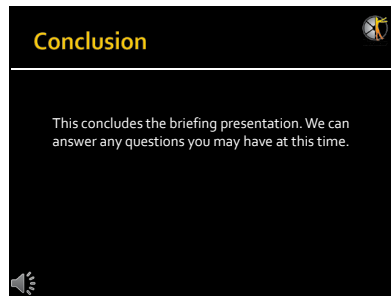 Conclusion
This concludes the briefing presentation. We can
answer any questions you may have at this time.